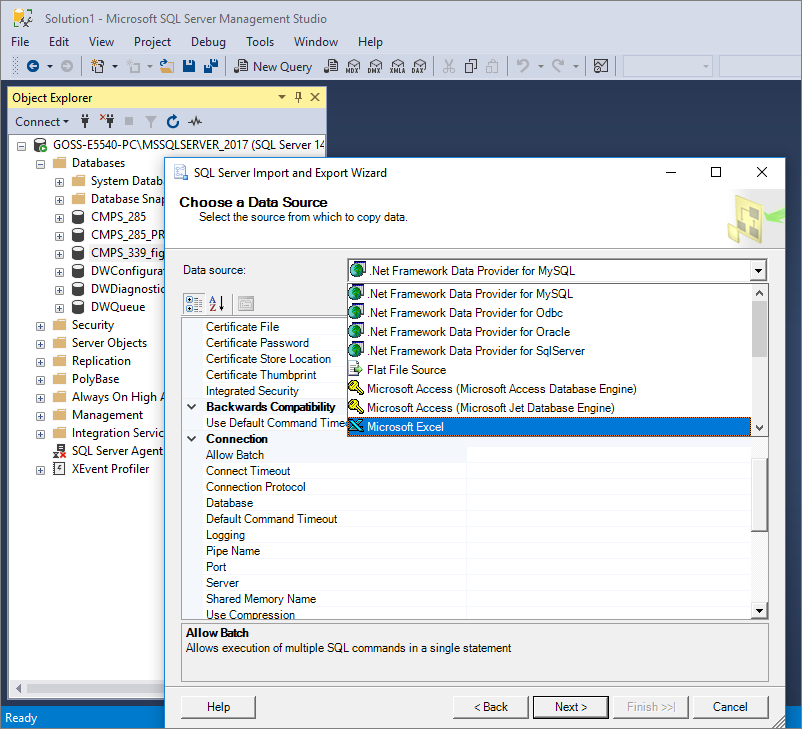 Solution1 - Microsoft SQL Server Management Studio
File Edit View Project Debug Tools Window Help
New Query MDX DMX XMLA DAX
Object Explorer
Connect
GOSS-E5540-PC\MSSQLSERVER_2017 (SQL Server 14
Databases
System Datab
Database Snap
CMPS_285
CMPS_285_PR
CMPS_339_fig
DWConfigurat
DWDiagnostic
DWQueue
Security
Server Objects
Replication
PolyBase
Always On High A
Management
Integration Servic
SQL Server Agent
XEvent Profiler
SQL Server Import and Export Wizard
Choose a Data Source
Select the source from which to copy data.
Data source:
.Net Framework Data Provider for MySQL
.Net Framework Data Provider for MySQL
.Net Framework Data Provider for Odbc
.Net Framework Data Provider for Oracle
.Net Framework Data Provider for SqlServer
Flat File Source
Microsoft Access (Microsoft Access Database Engine)
Microsoft Access (Microsoft Jet Database Engine)
Microsoft Excel
Certificate File
Certificate Password
Certificate Store Location
Certificate Thumbprint
Integrated Security
Backwards Compatibility
Use Default Command Time
Connection
Allow Batch
Connect Timeout
Connection Protocol
Database
Default Command Timeout
Logging
Pipe Name
Port
Server
Shared Memory Name
Use Compression
Allow Batch
Allows execution of multiple SQL commands in a single statement
Help < Back Next > Finish >>| Cancel
Ready